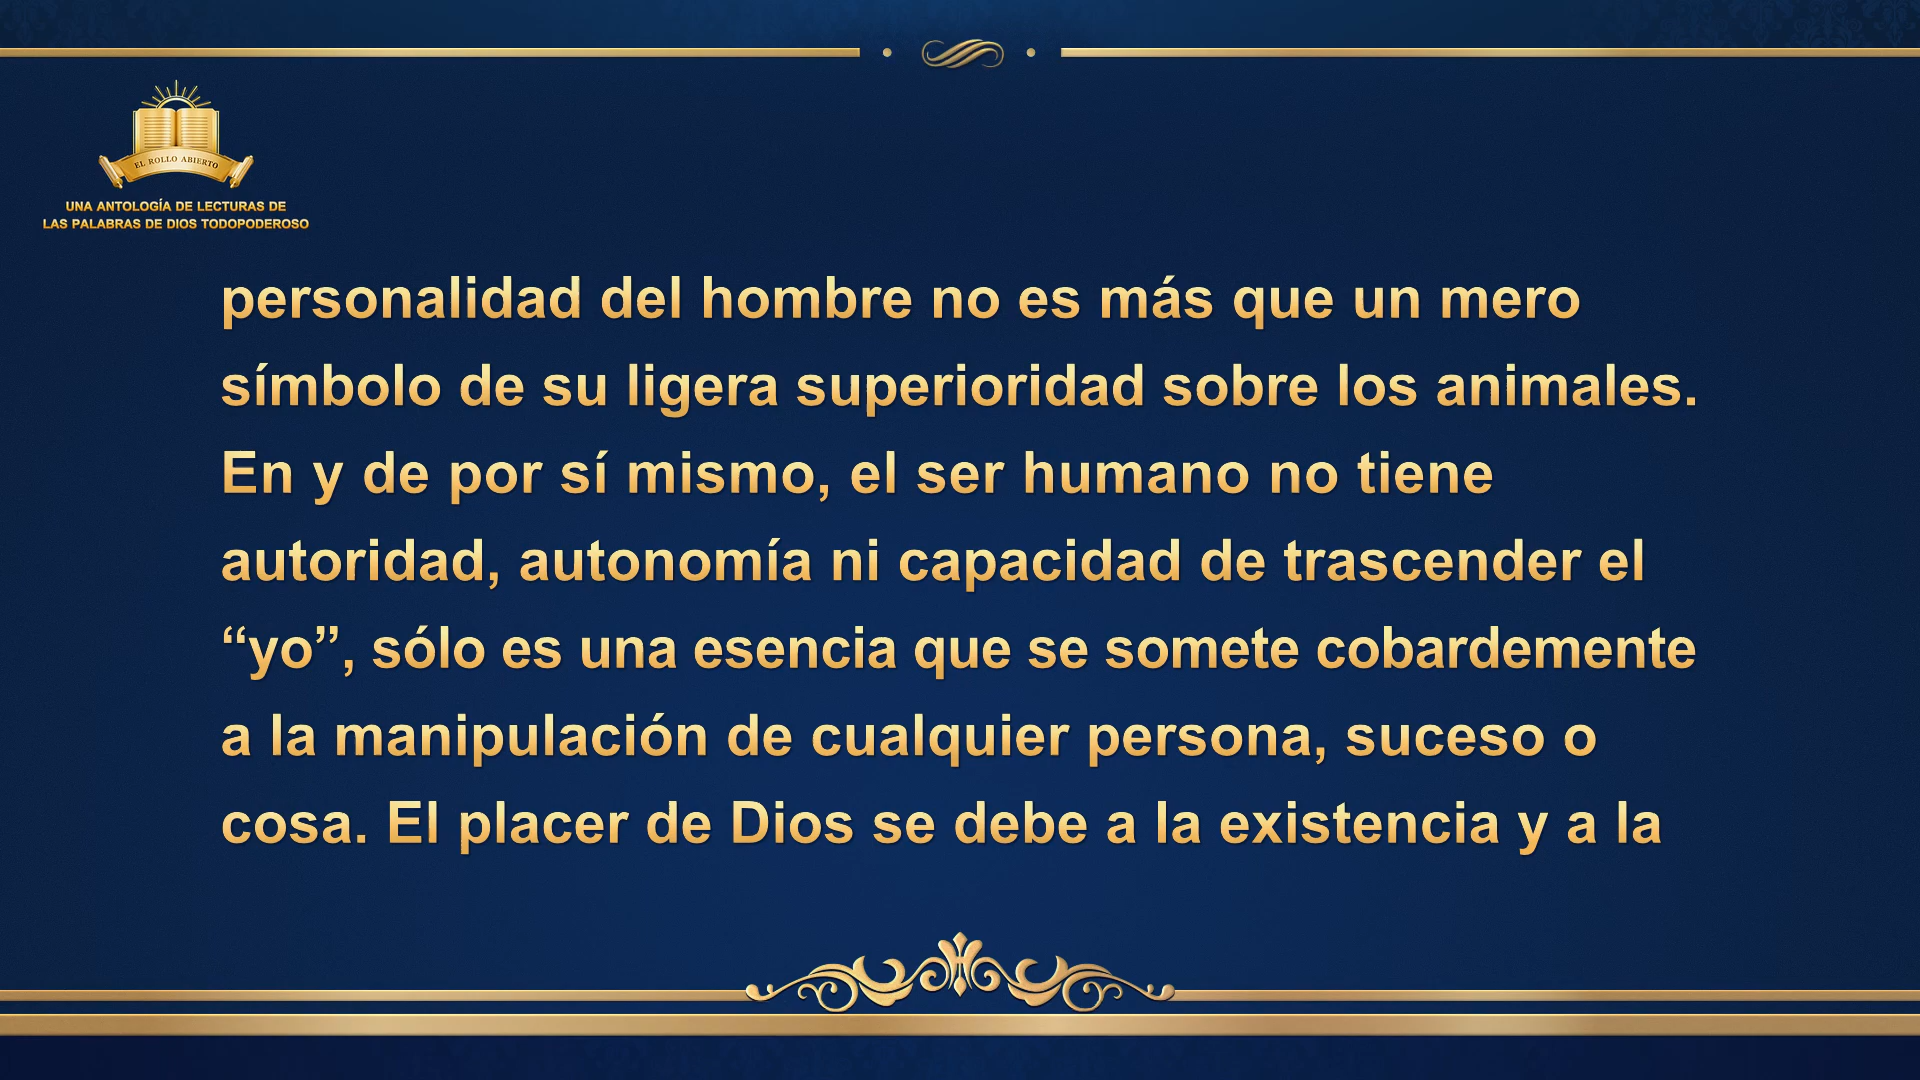 EL ROLLO ABIERTO
UNA ANTOLOGÍA DE LECTURAS DE
LAS PALABRAS DE DIOS TODOPODEROSO
personalidad del hombre no es más que un mero
símbolo de su ligera superioridad sobre los animales.
En y de por sí mismo, el ser humano no tiene
autoridad, autonomía ni capacidad de trascender el
“yo”, sólo es una esencia que se somete cobardemente
a la manipulación de cualquier persona, suceso o
cosa. El placer de Dios se debe a la existencia y a la